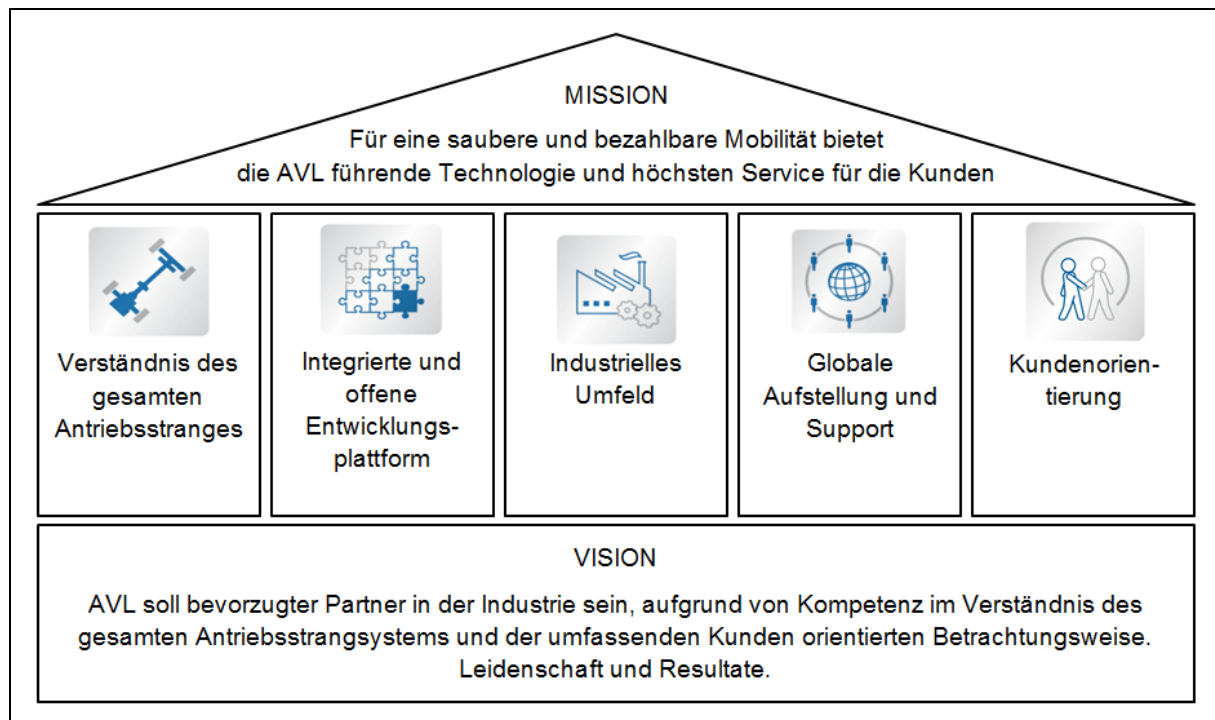 MISSION
Für eine saubere und bezahlbare Mobilität bietet
die AVL führende Technologie und höchsten Service für die Kunden
Verständnis des
gesamten
Antriebsstranges
Integrierte und
offene
Entwicklungs-
plattform
Industrielles
Umfeld
Globale
Aufstellung und
Support
Kundenorien-
tierung
VISION
AVL soll bevorzugter Partner in der Industrie sein, aufgrund von Kompetenz im Verständnis des
gesamten Antriebsstrangsystems und der umfassenden Kunden orientierten Betrachtungsweise.
Leidenschaft und Resultate.